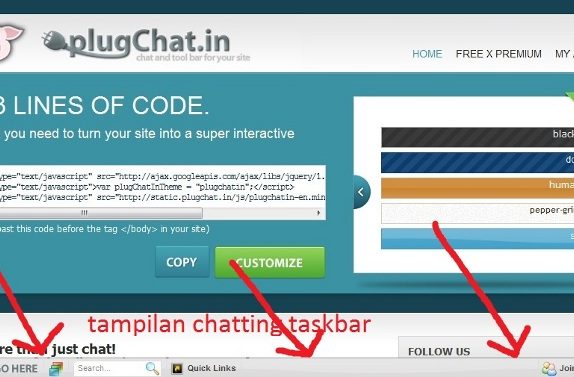 plugChat.in
chat and tool bar for your site
HOME FREE X PREMIUM MY
3 LINES OF CODE.
you need to turn your site into a super interactive
ype="text/javascript" src="http://ajax.googleapis.com/ajax/libs/jquery/1.
ype="text/javascript">var plugChatInTheme = "plugchatin";</script>
ype="text/javascript" src="http://static.plugchat.in/js/plugchatin-en.min
past this code before the tag </body> in your site)
COPY CUSTOMIZE
black
do
huma
pepper-gri
s
tampilan chatting taskbar
re than just chat!
FOLLOW US
GO HERE Search... Quick Links Join